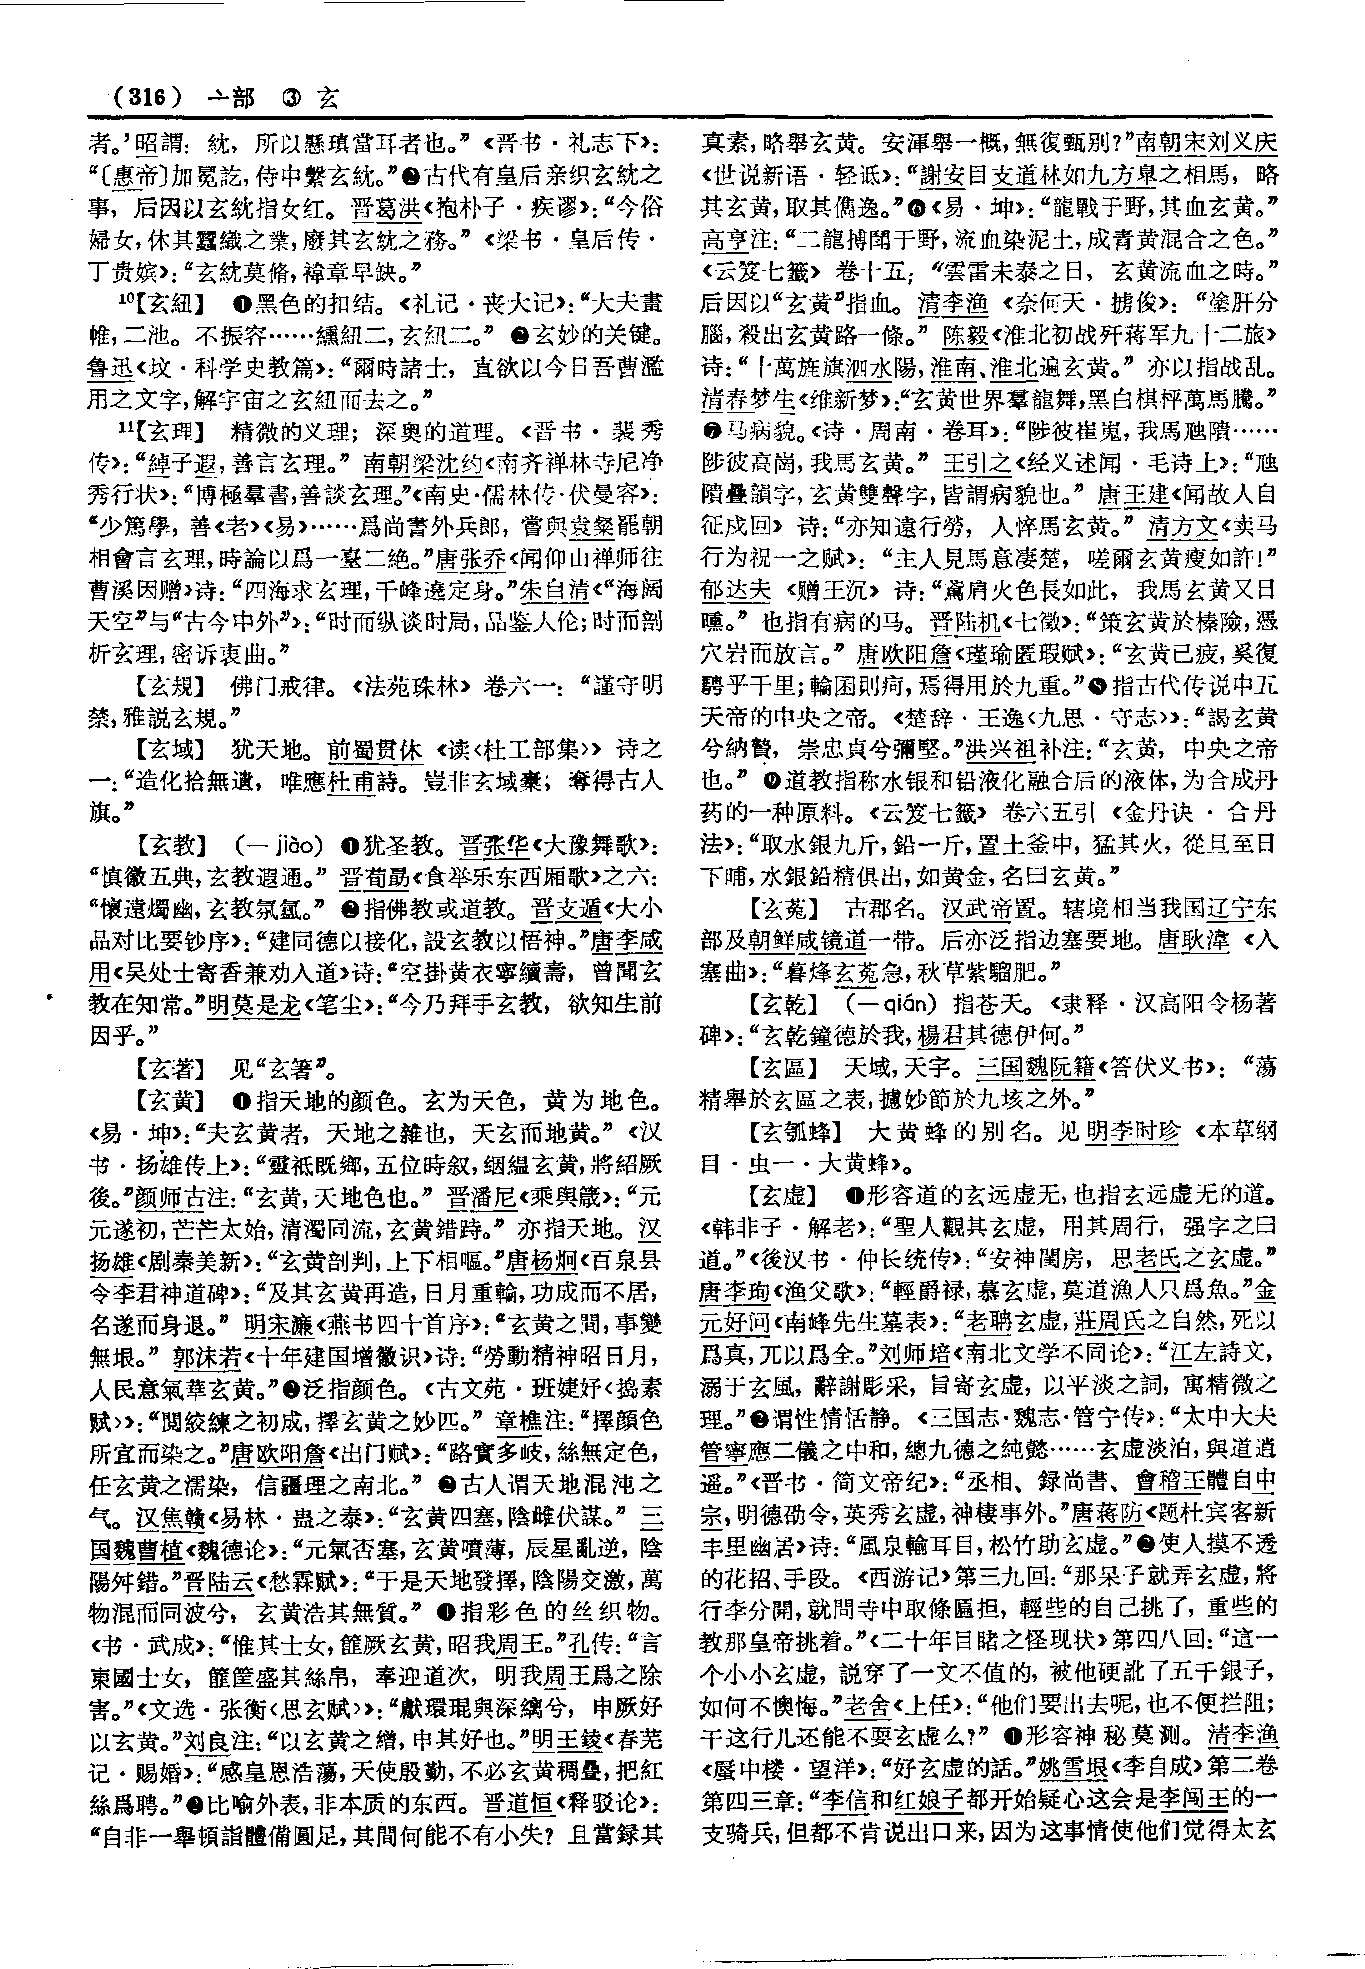 (316) 亠部 ③ 玄
者。’昭謂：紞，所以懸瑱當耳者也。”《晋书·礼志下》：
“〔惠帝〕加冕訖，侍中繫玄紞。”❷古代有皇后亲织玄紞之
事，后因以玄紞指女红。晋葛洪《抱朴子·疾谬》：“今俗
婦女，休其蠶織之業，廢其玄紞之務。”《梁书·皇后传·
丁贵嫔》：“玄紞莫脩，褘章早缺。”
10【玄紐】 ❶黑色的扣结。《礼记·丧大记》：“大夫畫
帷，二池。不振容……纁紐二，玄紐二。” ❷玄妙的关键。
鲁迅《坟·科学史教篇》：“爾時諸士，直欲以今日吾曹濫
用之文字，解宇宙之玄紐而去之。”
11【玄理】 精微的义理；深奥的道理。《晋书·裴秀
传》：“綽子遐，善言玄理。” 南朝梁沈约《南齐禅林寺尼净
秀行状》：“博極羣書，善談玄理。”《南史·儒林传·伏曼容》：
“少篤學，善《老》《易》……爲尚書外兵郎，嘗與袁粲罷朝
相會言玄理，時論以爲一臺二絶。”唐张乔《闻仰山禅师往
曹溪因赠》诗：“四海求玄理，千峰遶定身。”朱自清《“海阔
天空”与“古今中外”》：“时而纵谈时局，品鉴人伦；时而剖
析玄理，密诉衷曲。”
【玄規】 佛门戒律。《法苑珠林》卷六一：“謹守明
禁，雅説玄規。”
【玄域】 犹天地。前蜀贯休《读〈杜工部集〉》诗之
一：“造化拾無遺，唯應杜甫詩。豈非玄域橐；奪得古人
旗。”
【玄教】 (－jiào) ❶犹圣教。晋张华《大豫舞歌》：
“慎徽五典，玄教遐通。” 晋荀勗《食举乐东西厢歌》之六：
“懷遠燭幽，玄教氛氲。” ❷指佛教或道教。晋支遁《大小
品对比要钞序》：“建同德以接化，設玄教以悟神。”唐李咸
用《吴处士寄香兼劝入道》诗：“空掛黄衣寧續壽，曾聞玄
教在知常。”明莫是龙《笔尘》：“今乃拜手玄教，欲知生前
因乎。”
【玄著】 见“玄箸”。
【玄黄】 ❶指天地的颜色。玄为天色，黄为地色。
《易·坤》：“夫玄黄者，天地之雜也，天玄而地黄。”《汉
书·扬雄传上》：“靈祗既鄉，五位時叙，絪緼玄黄，將紹厥
後。”颜师古注：“玄黄，天地色也。” 晋潘尼《乘舆箴》：“元
元遂初，芒芒太始，清濁同流，玄黄錯跱。” 亦指天地。汉
扬雄《剧秦美新》：“玄黄剖判，上下相嘔。”唐杨炯《百泉县
令李君神道碑》：“及其玄黄再造，日月重輪，功成而不居，
名遂而身退。” 明宋濂《燕书四十首序》：“玄黄之間，事變
無垠。” 郭沫若《十年建国增徽识》诗：“勞動精神昭日月，
人民意氣華玄黄。”❷泛指颜色。《古文苑·班婕妤〈捣素
赋〉》：“閲絞練之初成，擇玄黄之妙匹。” 章樵注：“擇顔色
所宜而染之。”唐欧阳詹《出门赋》：“路實多岐，絲無定色，
任玄黄之濡染，信疆理之南北。” ❸古人谓天地混沌之
气。汉焦赣《易林·蛊之泰》：“玄黄四塞，陰雌伏謀。” 三
国魏曹植《魏德论》：“元氣否塞，玄黄噴薄，辰星亂逆，陰
陽舛錯。”晋陆云《愁霖赋》：“于是天地發揮，陰陽交激，萬
物混而同波兮，玄黄浩其無質。” ❹指彩色的丝织物。
《书·武成》：“惟其士女，篚厥玄黄，昭我周王。”孔传：“言
東國士女，篚筐盛其絲帛，奉迎道次，明我周王爲之除
害。”《文选·张衡〈思玄赋〉》：“獻環琨與深縭兮，申厥好
以玄黄。”刘良注：“以玄黄之繒，申其好也。”明王錂《春芜
记·赐婚》：“感皇恩浩蕩，天使殷勤，不必玄黄稠疊，把紅
絲爲聘。”❺比喻外表，非本质的东西。晋道恒《释驳论》：
“自非一舉頓詣體備圓足，其間何能不有小失？且當録其
真素，略舉玄黄。安渾舉一概，無復甄别？”南朝宋刘义庆
《世说新语·轻诋》：“謝安目支道林如九方臯之相馬，略
其玄黄，取其儁逸。”❻《易·坤》：“龍戰于野，其血玄黄。”
高亨注：“二龍搏鬭于野，流血染泥土，成青黄混合之色。”
《云笈七籤》卷十五：“雲雷未泰之日，玄黄流血之時。”
后因以“玄黄”指血。清李渔《奈何天·掳俊》：“塗肝分
腦，殺出玄黄路一條。” 陈毅《淮北初战歼蒋军九十二旅》
诗：“十萬旌旗泗水陽，淮南、淮北遍玄黄。” 亦以指战乱。
清春梦生《维新梦》：“玄黄世界羣龍舞，黑白棋枰萬馬騰。”
❼马病貌。《诗·周南·卷耳》：“陟彼崔嵬，我馬虺隤……
陟彼高崗，我馬玄黄。” 王引之《经义述闻·毛诗上》：“虺
隤疊韻字，玄黄雙聲字，皆謂病貌也。” 唐王建《闻故人自
征戍回》诗：“亦知遠行勞，人悴馬玄黄。” 清方文《卖马
行为祝一之赋》：“主人見馬意凄楚，嗟爾玄黄瘦如許！”
郁达夫《赠王沉》诗：“鳶肩火色長如此，我馬玄黄又日
曛。” 也指有病的马。晋陆机《七徵》：“策玄黄於榛險，憑
穴岩而放言。” 唐欧阳詹《瑾瑜匿瑕赋》：“玄黄已疲，奚復
騁乎千里；輪囷則疴，焉得用於九重。”❽指古代传说中五
天帝的中央之帝。《楚辞·王逸〈九思·守志〉》：“謁玄黄
兮納贄，崇忠貞兮彌堅。”洪兴祖补注：“玄黄，中央之帝
也。” ❾道教指称水银和铅液化融合后的液体，为合成丹
药的一种原料。《云笈七籤》卷六五引《金丹诀·合丹
法》：“取水銀九斤，鉛一斤，置土釜中，猛其火，從旦至日
下晡，水銀鉛精俱出，如黄金，名曰玄黄。”
【玄菟】 古郡名。汉武帝置。辖境相当我国辽宁东
部及朝鲜咸镜道一带。后亦泛指边塞要地。唐耿湋《入
塞曲》：“暮烽玄菟急，秋草紫騮肥。”
【玄乾】 (－qián) 指苍天。《隶释·汉高阳令杨著
碑》：“玄乾鐘德於我，楊君其德伊何。”
【玄區】 天域，天宇。三国魏阮籍《答伏义书》：“蕩
精舉於玄區之表，攄妙節於九垓之外。”
【玄瓠蜂】 大黄蜂的别名。见明李时珍《本草纲
目·虫一·大黄蜂》。
【玄虚】 ❶形容道的玄远虚无，也指玄远虚无的道。
《韩非子·解老》：“聖人觀其玄虚，用其周行，强字之曰
道。”《後汉书·仲长统传》：“安神閨房，思老氏之玄虚。”
唐李珣《渔父歌》：“輕爵禄，慕玄虚，莫道漁人只爲魚。”金
元好问《南峰先生墓表》：“老聃玄虚，莊周氏之自然，死以
爲真，兀以爲全。”刘师培《南北文学不同论》：“江左詩文，
溺于玄風，辭謝彫采，旨寄玄虚，以平淡之詞，寓精微之
理。”❷谓性情恬静。《三国志·魏志·管宁传》：“太中大夫
管寧應二儀之中和，總九德之純懿……玄虚淡泊，與道逍
遥。”《晋书·简文帝纪》：“丞相、録尚書、會稽王體自中
宗，明德劭令，英秀玄虚，神棲事外。”唐蒋防《题杜宾客新
丰里幽居》诗：“風泉輸耳目，松竹助玄虚。”❸使人摸不透
的花招、手段。《西游记》第三九回：“那呆子就弄玄虚，將
行李分開，就問寺中取條匾担，輕些的自己挑了，重些的
教那皇帝挑着。”《二十年目睹之怪现状》第四八回：“這一
个小小玄虚，説穿了一文不值的，被他硬訛了五千銀子，
如何不懊悔。”老舍《上任》：“他们要出去呢，也不便拦阻；
干这行儿还能不耍玄虚么？” ❹形容神秘莫测。清李渔
《蜃中楼·望洋》：“好玄虚的話。”姚雪垠《李自成》第二卷
第四三章：“李信和红娘子都开始疑心这会是李闯王的一
支骑兵，但都不肯说出口来，因为这事情使他们觉得太玄